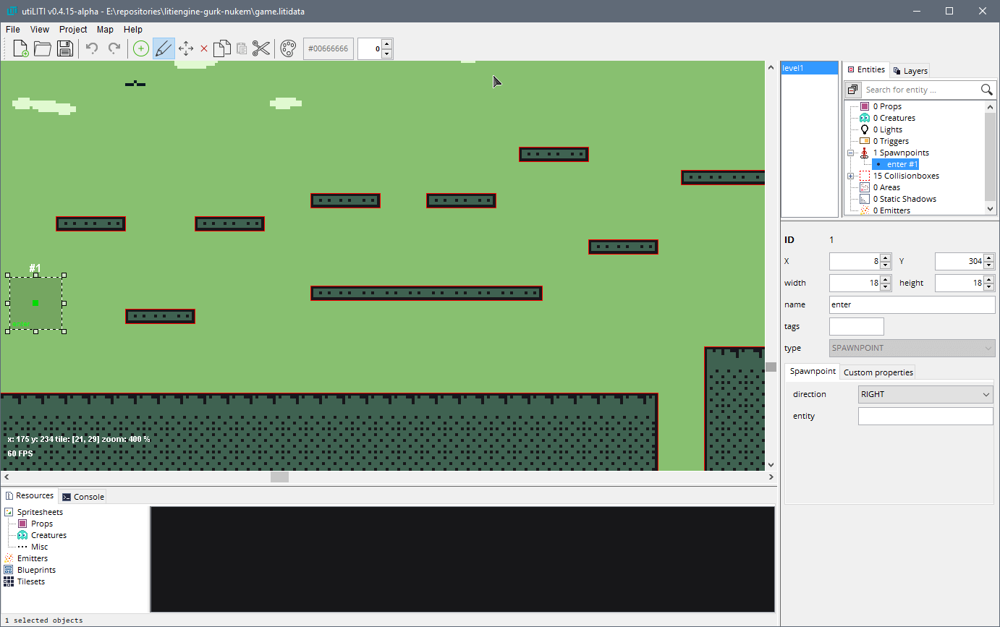 utiLITI v0.4.15-alpha - E:\repositories\litiengine-gurk-nukem\game.litidata
File View Project Map Help
#00666666 0
level1
Entities Layers
Search for entity ...
0 Props
0 Creatures
0 Lights
0 Triggers
1 Spawnpoints
enter #1
15 Collisionboxes
0 Areas
0 Static Shadows
0 Emitters
ID 1
X 8 Y 304
width 18 height 18
name enter
tags
type SPAWNPOINT
Spawnpoint Custom properties
direction RIGHT
entity
#1
x: 175 y: 234 tile: [21, 29] zoom: 400 %
60 FPS
Resources Console
Spritesheets
Props
Creatures
Misc
Emitters
Blueprints
Tilesets
1 selected objects